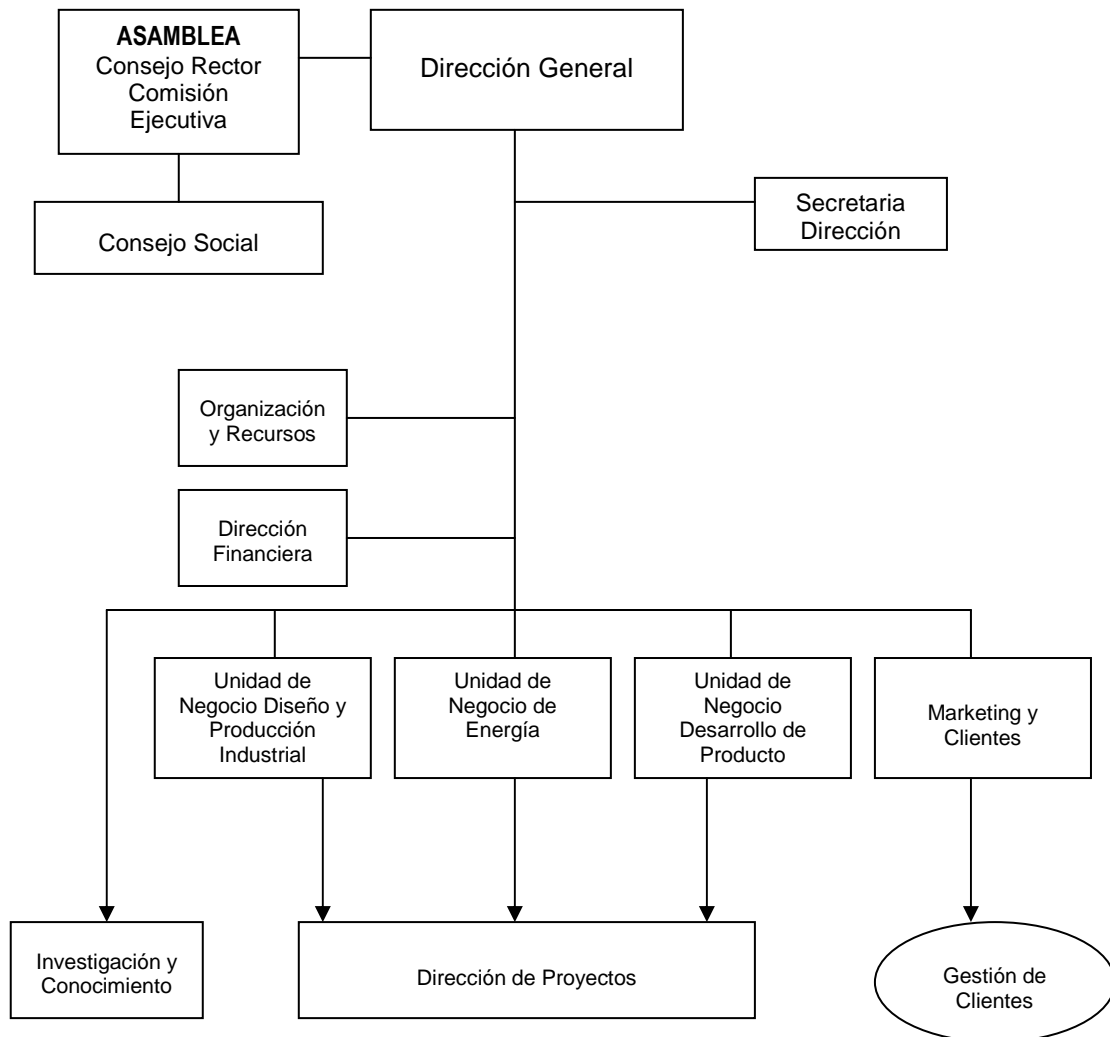 ASAMBLEA
Consejo Rector
Comisión
Ejecutiva
Dirección General
Consejo Social
Secretaria
Dirección
Organización
y Recursos
Dirección
Financiera
Unidad de
Negocio Diseño y
Producción
Industrial
Unidad de
Negocio de
Energía
Unidad de
Negocio
Desarrollo de
Producto
Marketing y
Clientes
Investigación y
Conocimiento
Dirección de Proyectos
Gestión de
Clientes